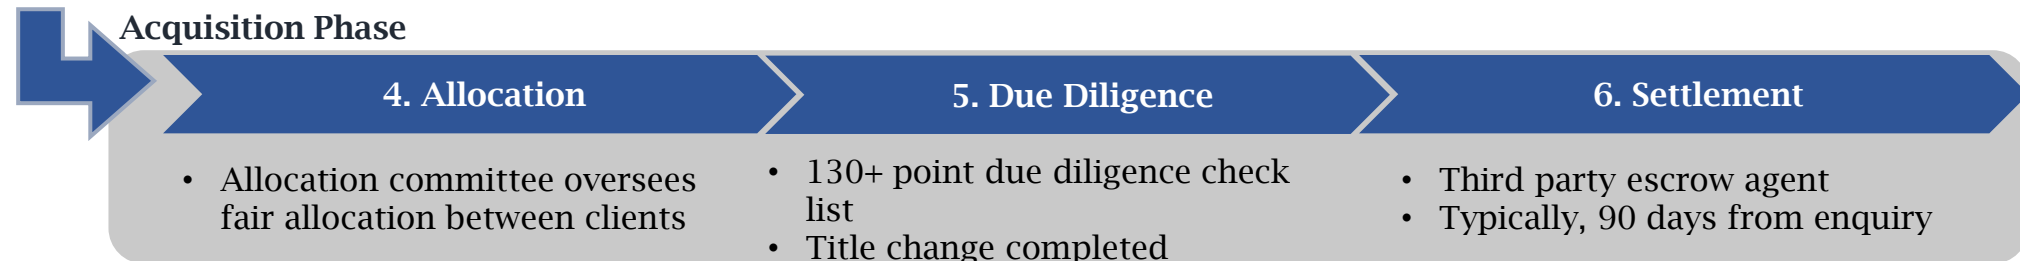 Acquisition Phase
4. Allocation
5. Due Diligence
6. Settlement
• Allocation committee oversees
fair allocation between clients
• 130+ point due diligence check
list
• Title change completed
• Third party escrow agent
• Typically, 90 days from enquiry